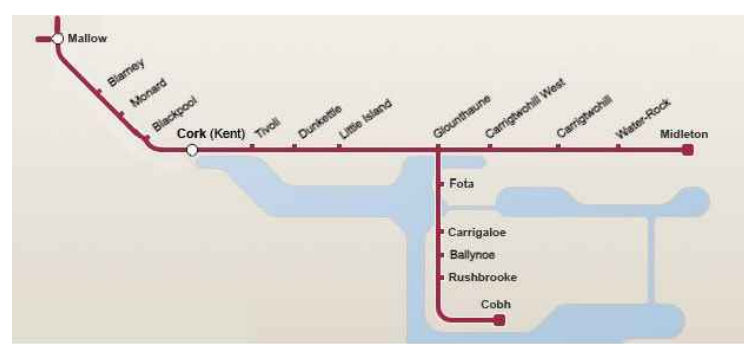 Mallow
Blarney
Monard
Blackpool
Cork (Kent)
Tivoli
Dunkettle
Little Island
Glounthaune
Carrigtwohill West
Carrigtwohill
Water-Rock
Midleton
Fota
Carrigaloe
Ballynoe
Rushbrooke
Cobh